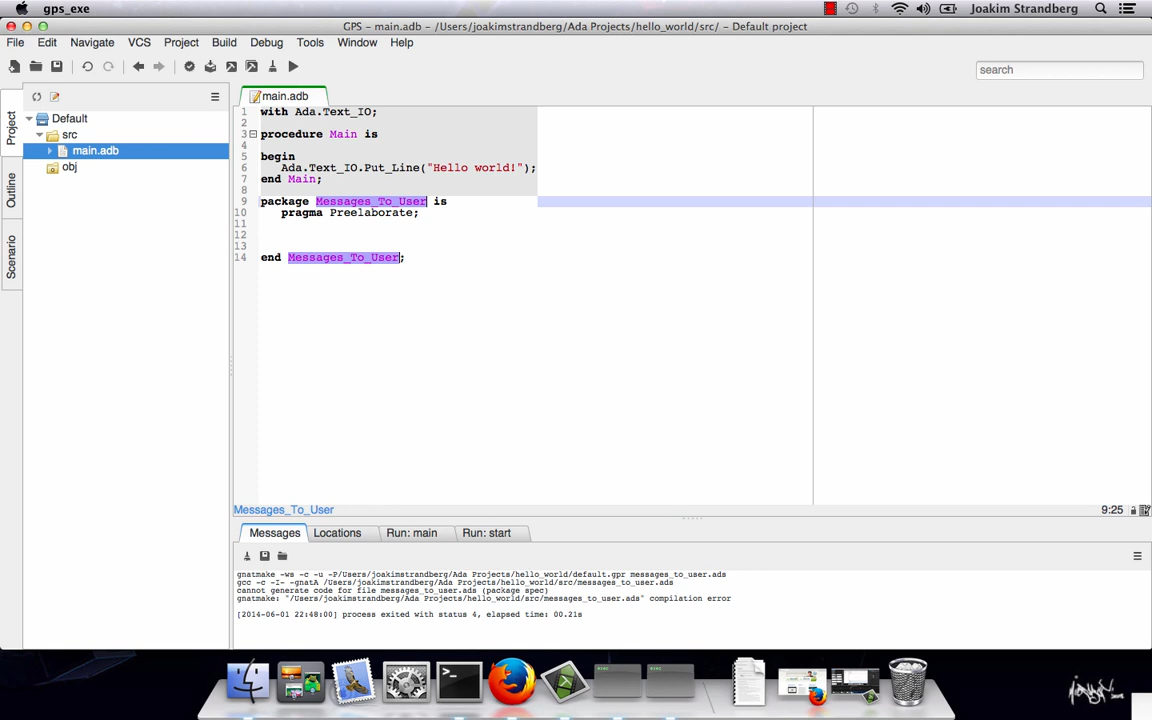 gps_exe
Joakim Strandberg
GPS - main.adb - /Users/joakimstrandberg/Ada Projects/hello_world/src/ - Default project
File Edit Navigate VCS Project Build Debug Tools Window Help
search
Project
Outline
Scenario
Default
src
main.adb
obj
main.adb
1 with Ada.Text_IO;
2
3 procedure Main is
4
5 begin
6 Ada.Text_IO.Put_Line("Hello world!");
7 end Main;
8
9 package Messages_To_User is
10 pragma Preelaborate;
11
12
13
14 end Messages_To_User;
Messages_To_User
9:25
Messages Locations Run: main Run: start
gnatmake -ws -c -u -P/Users/joakimstrandberg/Ada Projects/hello_world/default.gpr messages_to_user.ads
gcc -c -I- -gnatA /Users/joakimstrandberg/Ada Projects/hello_world/src/messages_to_user.ads
cannot generate code for file messages_to_user.ads (package spec)
gnatmake: "/Users/joakimstrandberg/Ada Projects/hello_world/src/messages_to_user.ads" compilation error
[2014-06-01 22:48:00] process exited with status 4, elapsed time: 00.21s